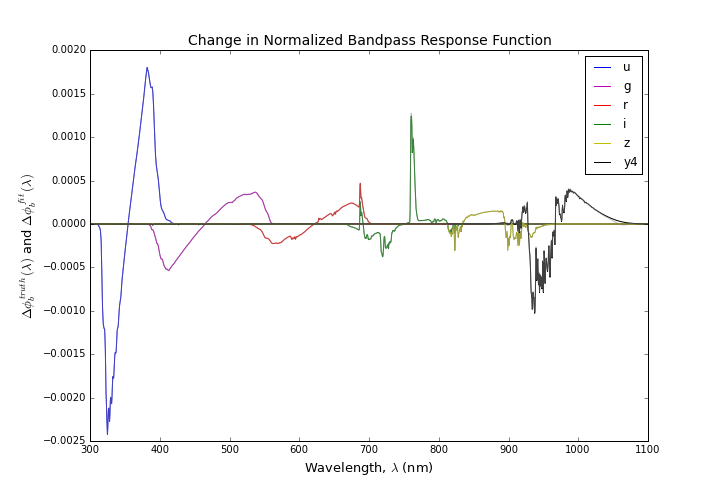 Change in Normalized Bandpass Response Function
0.0020
0.0015
0.0010
0.0005
0.0000
−0.0005
−0.0010
−0.0015
−0.0020
−0.0025
Δϕ_b^truth(λ) and Δϕ_b^fit(λ)
u
g
r
i
z
y4
300 400 500 600 700 800 900 1000 1100
Wavelength, λ (nm)